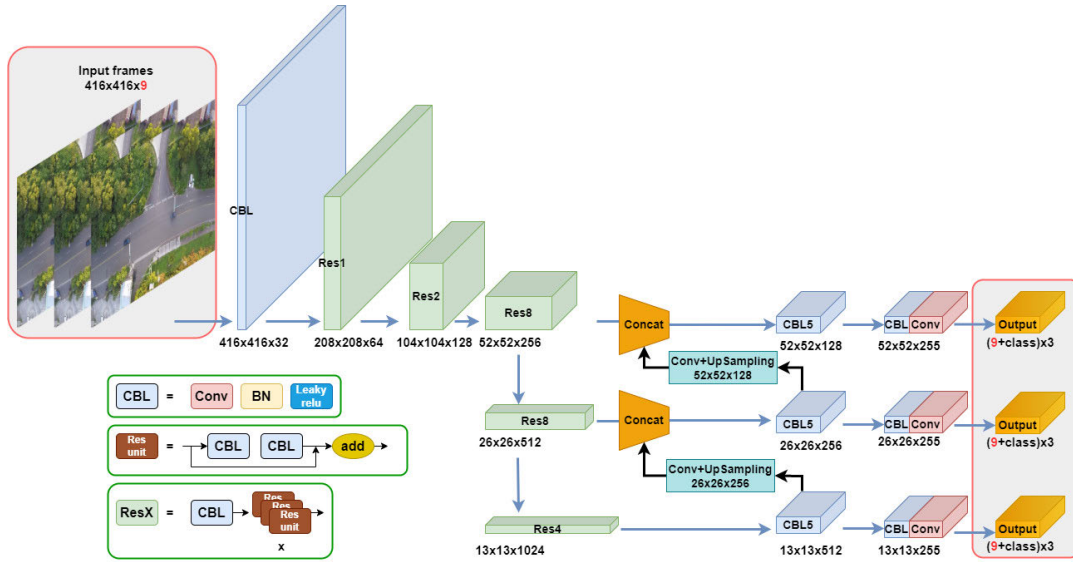 Input frames
416x416x9
CBL
416x416x32
Res1
208x208x64
Res2
104x104x128
Res8
52x52x256
Concat
CBL5
52x52x128
CBL Conv
52x52x255
Output
(9+class)x3
Conv+UpSampling
52x52x128
Res8
26x26x512
Concat
CBL5
26x26x256
CBL Conv
26x26x255
Output
(9+class)x3
Conv+UpSampling
26x26x256
Res4
13x13x1024
CBL5
13x13x512
CBL Conv
13x13x255
Output
(9+class)x3
CBL = Conv BN Leaky
relu
Res
unit = CBL CBL add
ResX = CBL Res
Res
Res
unit
x